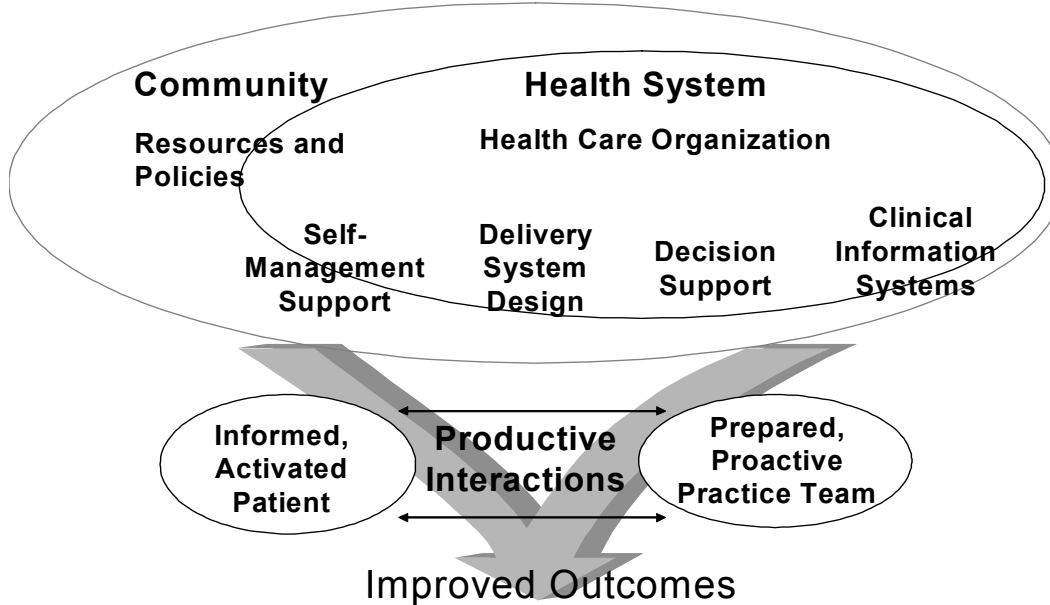 Community
Resources and
Policies
Health System
Health Care Organization
Self-
Management
Support
Delivery
System
Design
Decision
Support
Clinical
Information
Systems
Informed,
Activated
Patient
Productive
Interactions
Prepared,
Proactive
Practice Team
Improved Outcomes